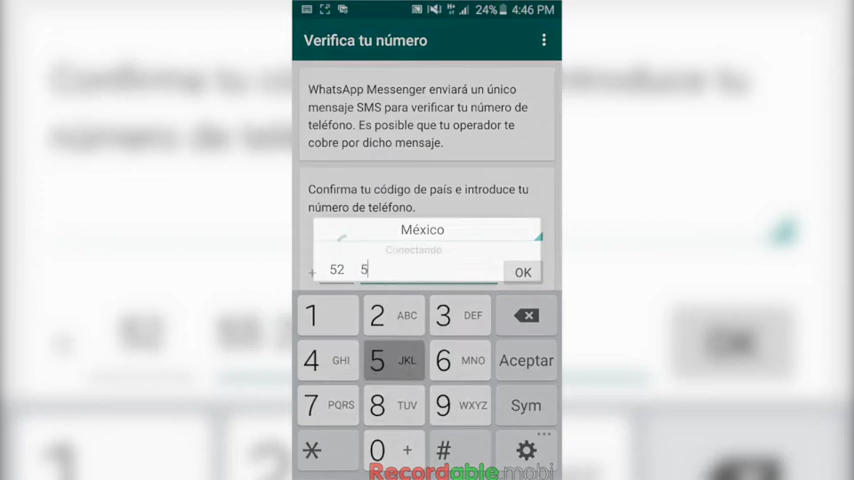 24% 4:46 PM
Verifica tu número
WhatsApp Messenger enviará un único
mensaje SMS para verificar tu número de
teléfono. Es posible que tu operador te
cobre por dicho mensaje.
Confirma tu código de país e introduce tu
número de teléfono.
México
Conectando...
+ 52 5 OK
1 2 ABC 3 DEF
4 GHI 5 JKL 6 MNO Aceptar
7 PQRS 8 TUV 9 WXYZ Sym
* 0 + # ...
Recordable.mobi